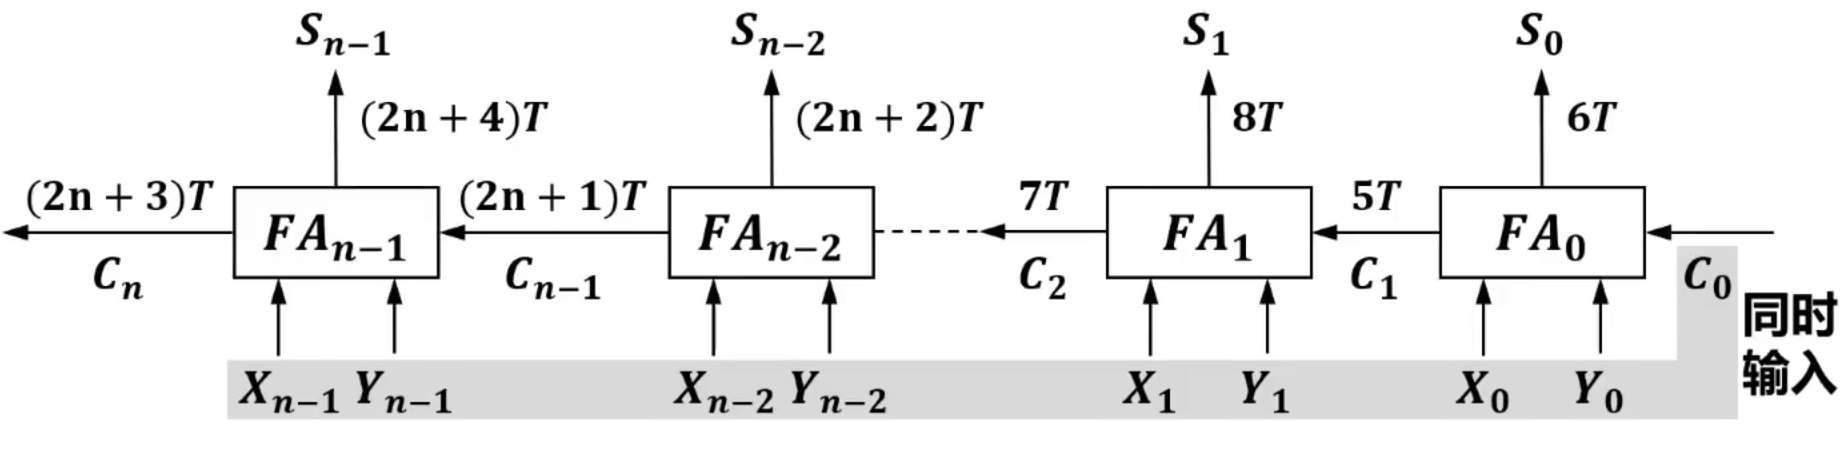 S_{n-1} S_{n-2} S_1 S_0
(2n + 4)T (2n + 2)T 8T 6T
(2n + 3)T (2n + 1)T 7T 5T
FA_{n-1} FA_{n-2} FA_1 FA_0
C_n C_{n-1} C_2 C_1 C_0
同时
输入
X_{n-1} Y_{n-1} X_{n-2} Y_{n-2} X_1 Y_1 X_0 Y_0